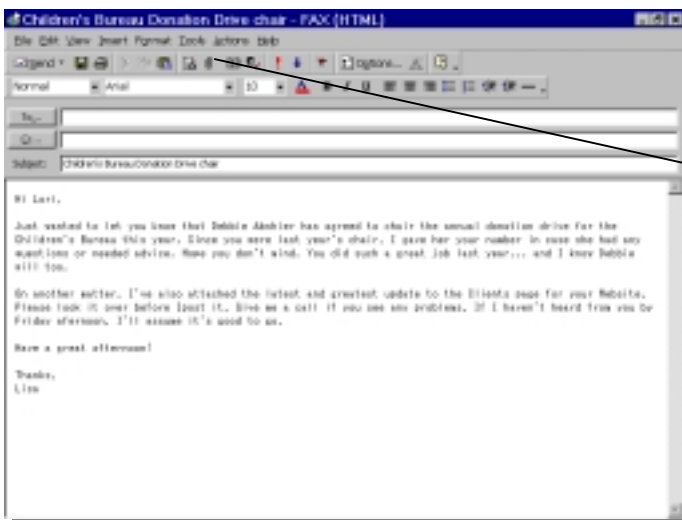 Children's Bureau Donation Drive chair - FAX (HTML)
File Edit View Insert Format Tools Actions Help
Send Options...
Normal Arial 10 A B I U
To...
Cc...
Subject: Children's Bureau Donation Drive chair
Hi Lori,
Just wanted to let you know that Debbie has agreed to chair the annual donation drive for the
Children's Bureau this year. Since you were last year's chair, I gave her your number in case she had any
questions or needed advice. Hope you don't mind. You did such a great job last year... and I know Debbie
will too.
On another matter, I've also attached the latest and greatest update to the Clients page for your Website.
Please look it over before Ipost it. Give me a call if you see any problems. If I haven't heard from you by
Friday afernoon, I'll assume it's good to go.
Have a great afternoon!
Thanks,
Lisa